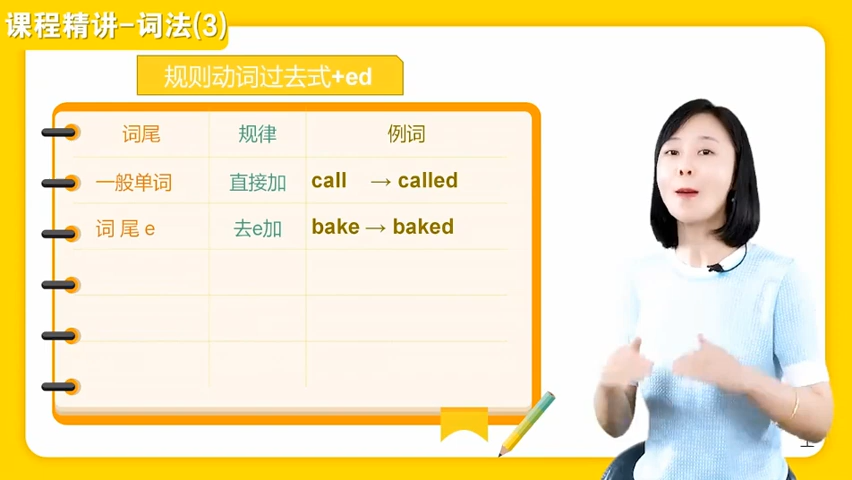 课程精讲-词法(3)
规则动词过去式+ed
词尾 规律 例词
一般单词 直接加 call → called
词尾e 去e加 bake → baked